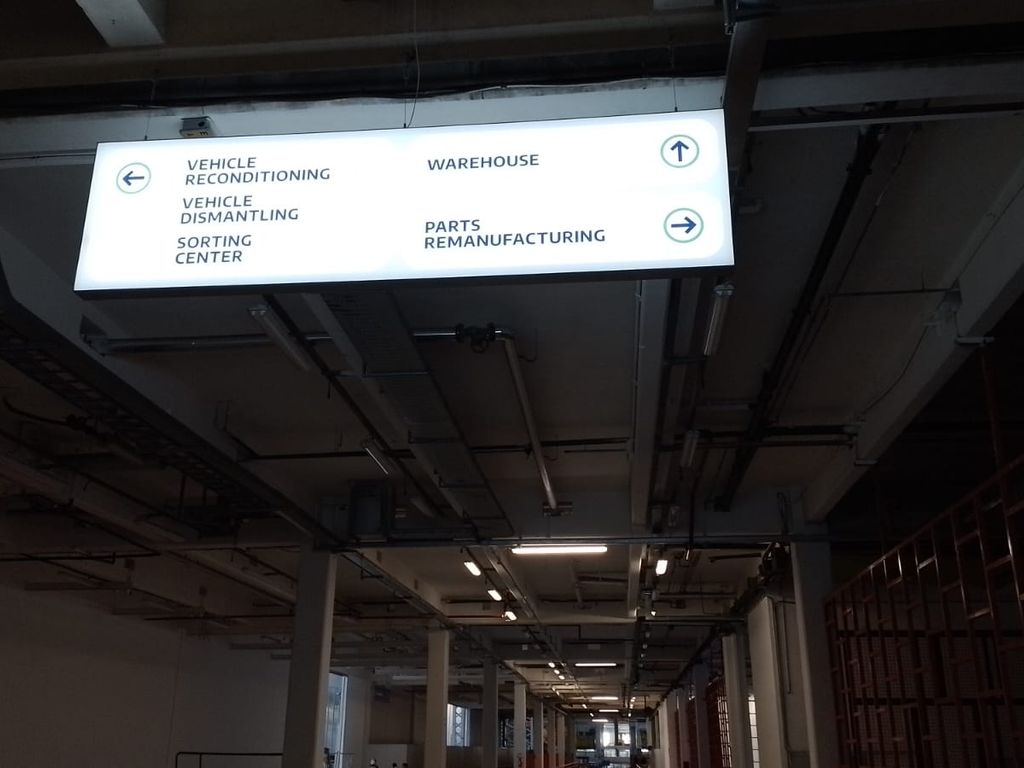 VEHICLE
RECONDITIONING
VEHICLE
DISMANTLING
SORTING
CENTER
WAREHOUSE
PARTS
REMANUFACTURING